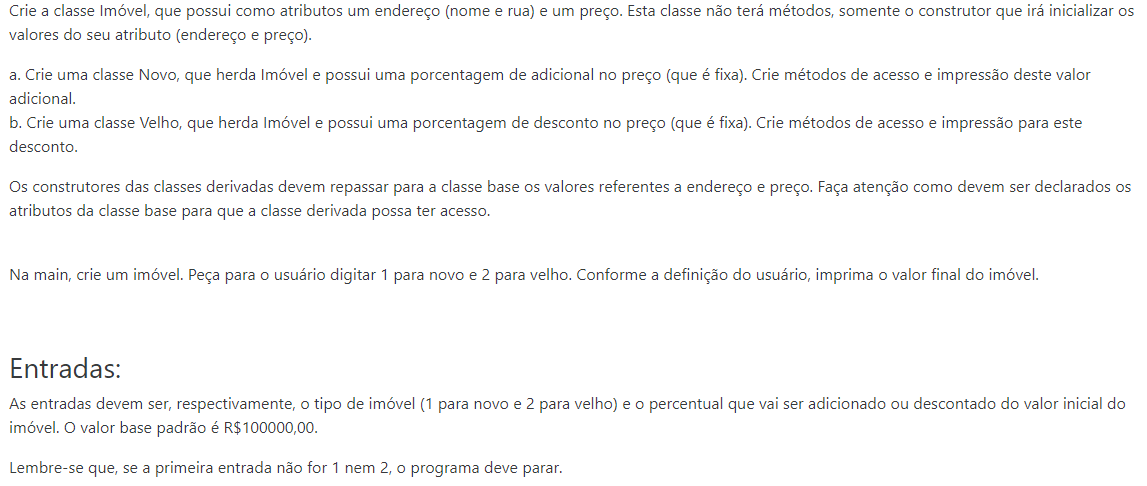 Crie a classe Imóvel, que possui como atributos um endereço (nome e rua) e um preço. Esta classe não terá métodos, somente o construtor que irá inicializar os
valores do seu atributo (endereço e preço).
a. Crie uma classe Novo, que herda Imóvel e possui uma porcentagem de adicional no preço (que é fixa). Crie métodos de acesso e impressão deste valor
adicional.
b. Crie uma classe Velho, que herda Imóvel e possui uma porcentagem de desconto no preço (que é fixa). Crie métodos de acesso e impressão para este
desconto.
Os construtores das classes derivadas devem repassar para a classe base os valores referentes a endereço e preço. Faça atenção como devem ser declarados os
atributos da classe base para que a classe derivada possa ter acesso.
Na main, crie um imóvel. Peça para o usuário digitar 1 para novo e 2 para velho. Conforme a definição do usuário, imprima o valor final do imóvel.
Entradas:
As entradas devem ser, respectivamente, o tipo de imóvel (1 para novo e 2 para velho) e o percentual que vai ser adicionado ou descontado do valor inicial do
imóvel. O valor base padrão é R$100000,00.
Lembre-se que, se a primeira entrada não for 1 nem 2, o programa deve parar.